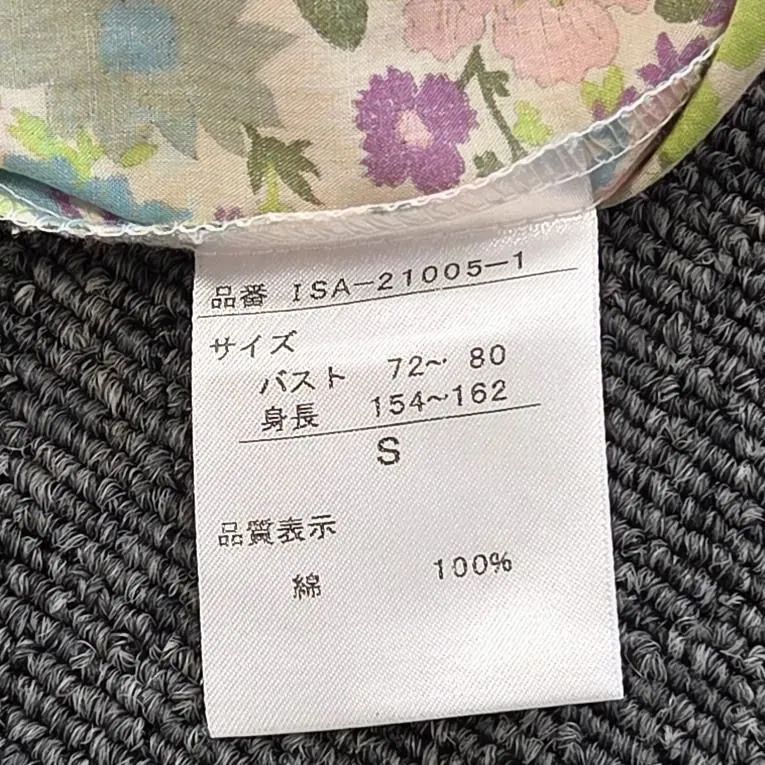 品番 ISA-21005-1
サイズ
バスト 72～ 80
身長 154～162
S
品質表示
綿 100%